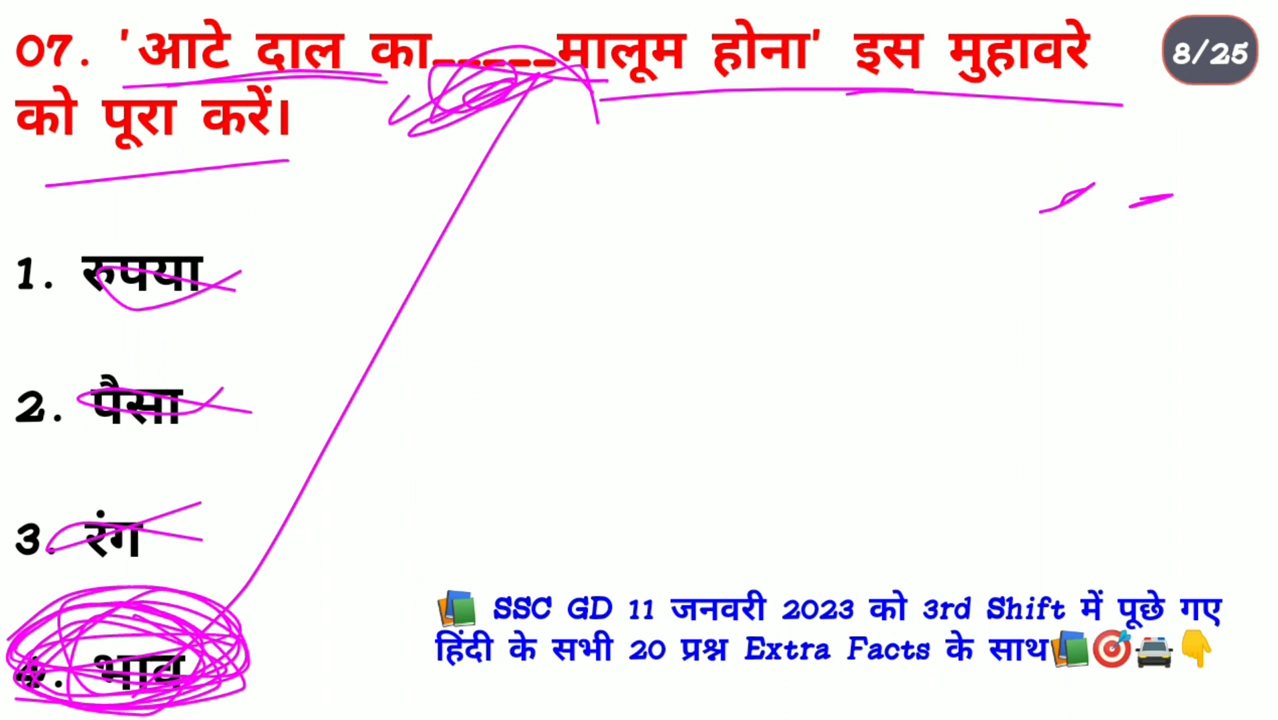 07. 'आटे दाल का_____मालूम होना' इस मुहावरे
को पूरा करें।
8/25
1. रुपया
2. पैसा
3. रंग
4. भाव
SSC GD 11 जनवरी 2023 को 3rd Shift में पूछे गए
हिंदी के सभी 20 प्रश्न Extra Facts के साथ